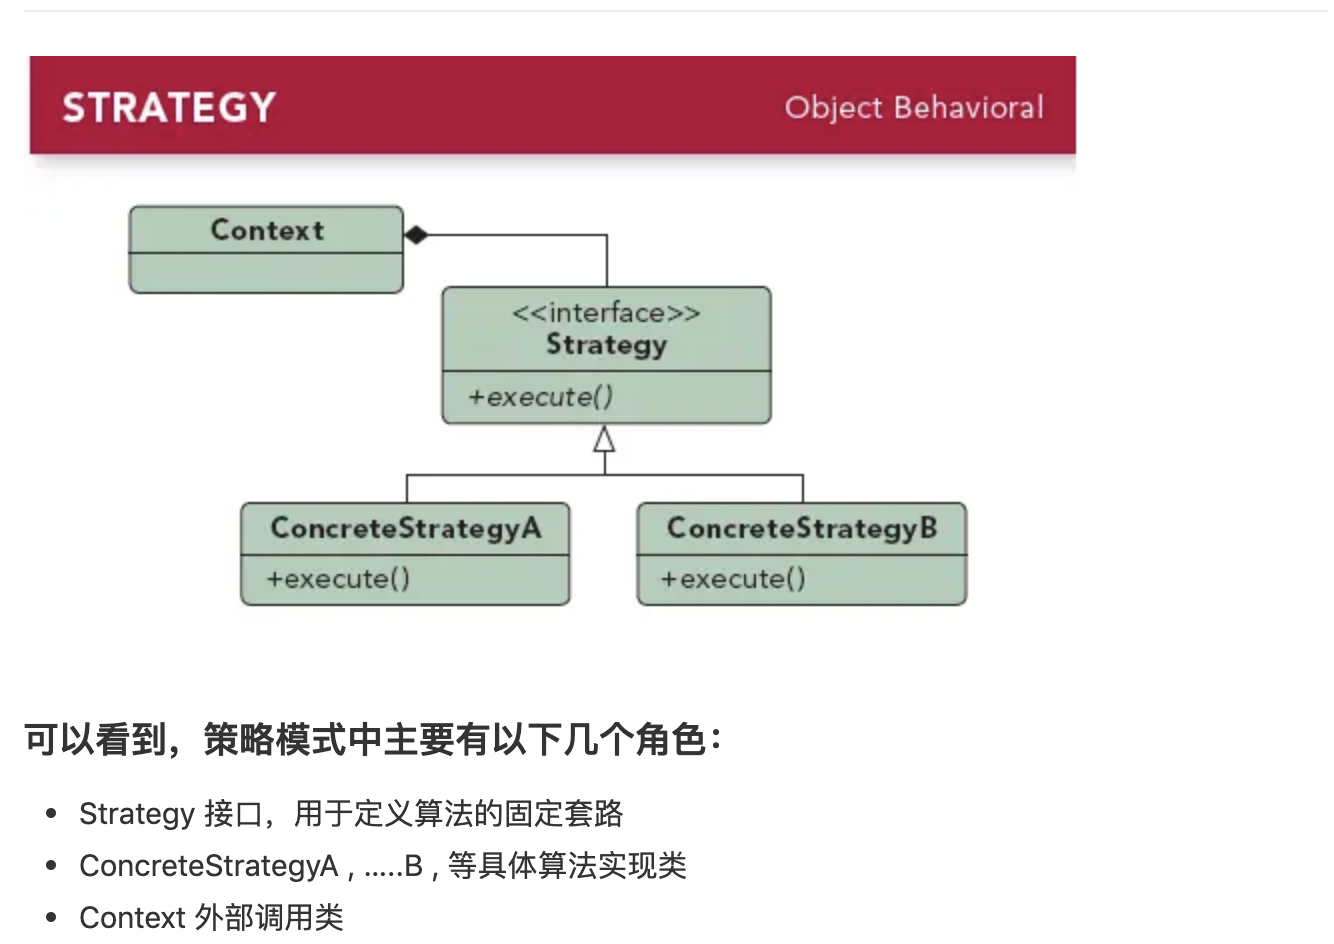 STRATEGY
Object Behavioral
Context
<<interface>>
Strategy
+execute()
ConcreteStrategyA
+execute()
ConcreteStrategyB
+execute()
可以看到，策略模式中主要有以下几个角色：
Strategy 接口，用于定义算法的固定套路
ConcreteStrategyA , .....B , 等具体算法实现类
Context 外部调用类